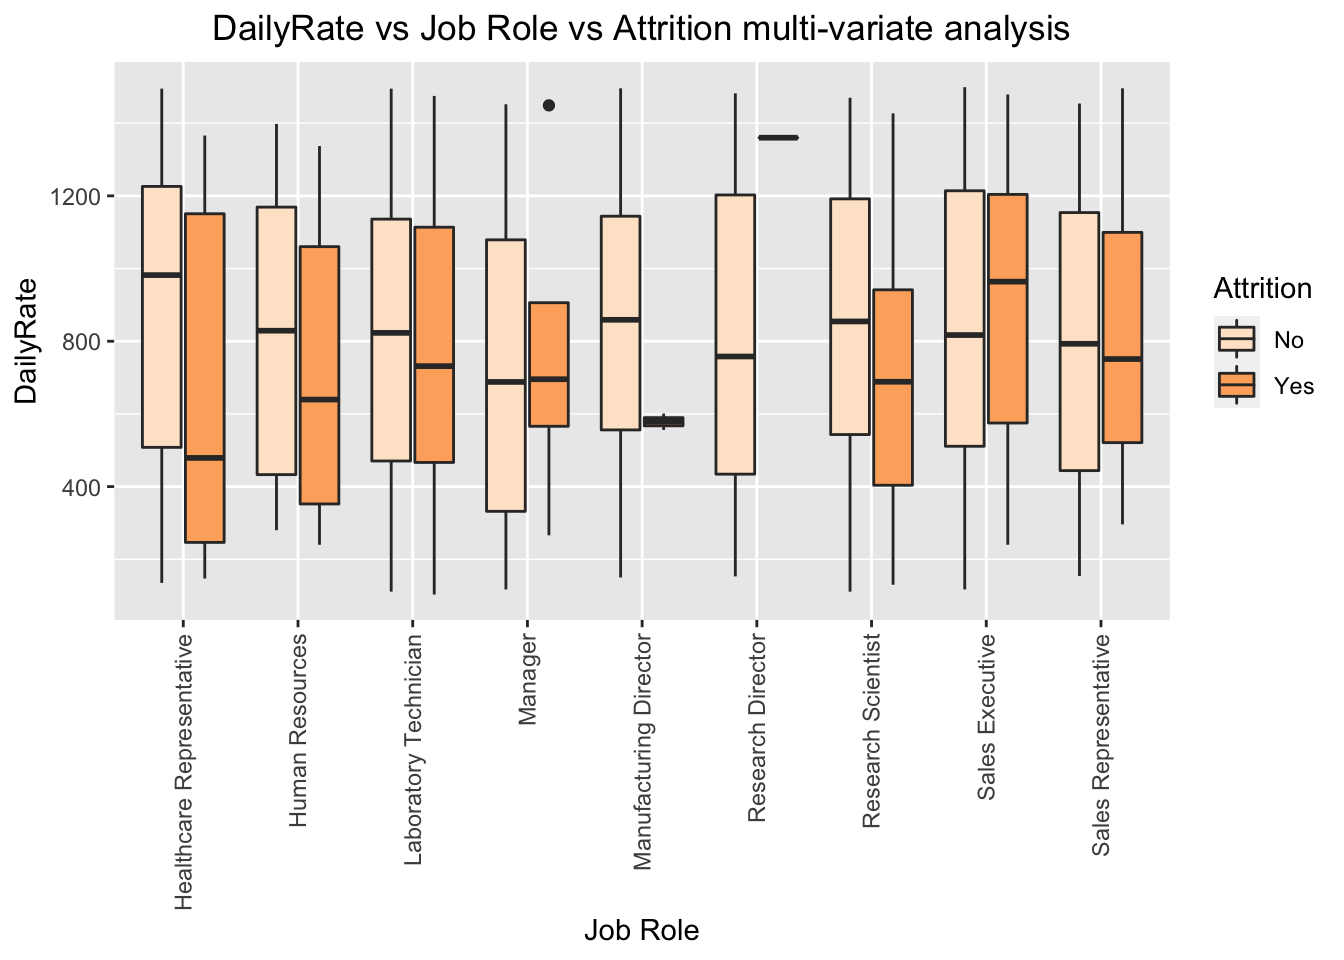 DailyRate vs Job Role vs Attrition multi-variate analysis
DailyRate
1200
800
400
Healthcare Representative
Human Resources
Laboratory Technician
Manager
Manufacturing Director
Research Director
Research Scientist
Sales Executive
Sales Representative
Job Role
Attrition
No
Yes